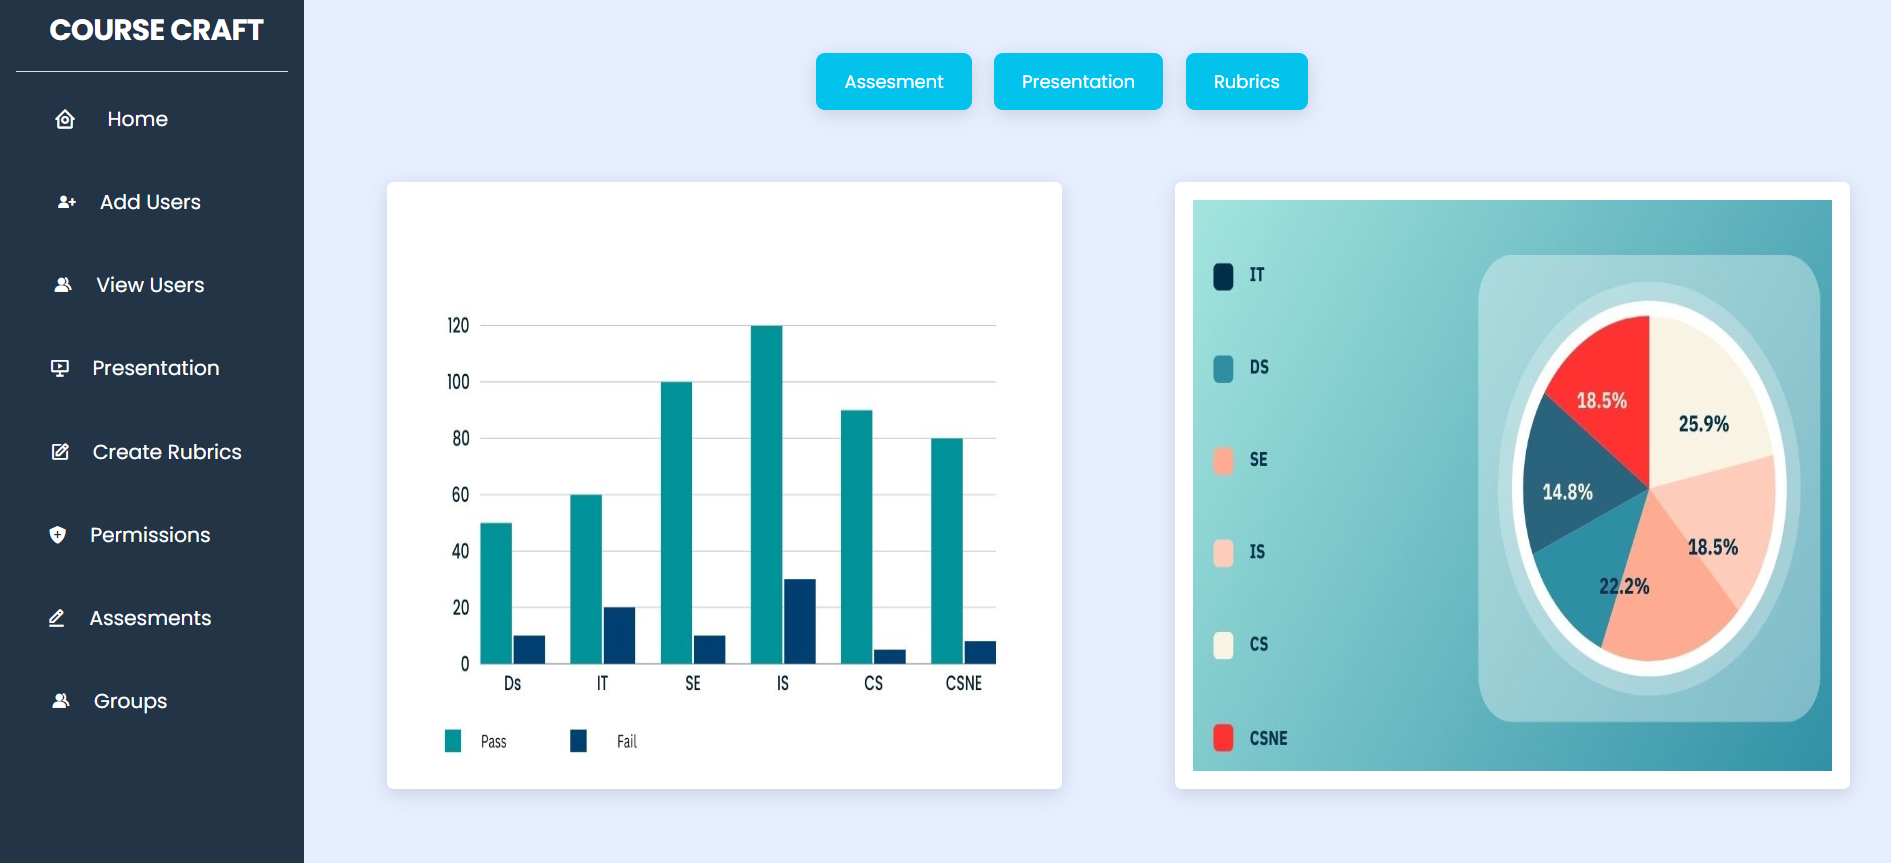 COURSE CRAFT
Home
Add Users
View Users
Presentation
Create Rubrics
Permissions
Assesments
Groups
Assesment Presentation Rubrics
120
100
80
60
40
20
0
Ds IT SE IS CS CSNE
Pass Fail
IT
DS
SE
IS
CS
CSNE
18.5%
25.9%
14.8%
18.5%
22.2%